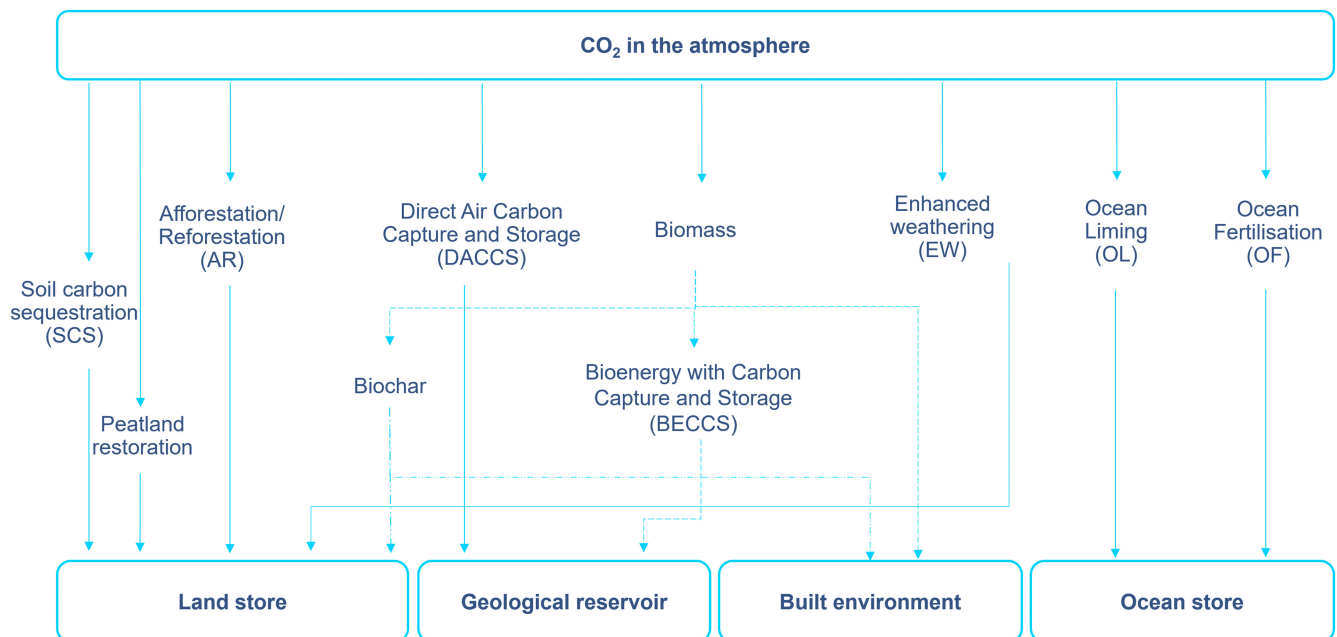 CO₂ in the atmosphere
Afforestation/
Reforestation
(AR)
Direct Air Carbon
Capture and Storage
(DACCS)
Biomass
Enhanced
weathering
(EW)
Ocean
Liming
(OL)
Ocean
Fertilisation
(OF)
Soil carbon
sequestration
(SCS)
Biochar
Bioenergy with Carbon
Capture and Storage
(BECCS)
Peatland
restoration
Land store
Geological reservoir
Built environment
Ocean store